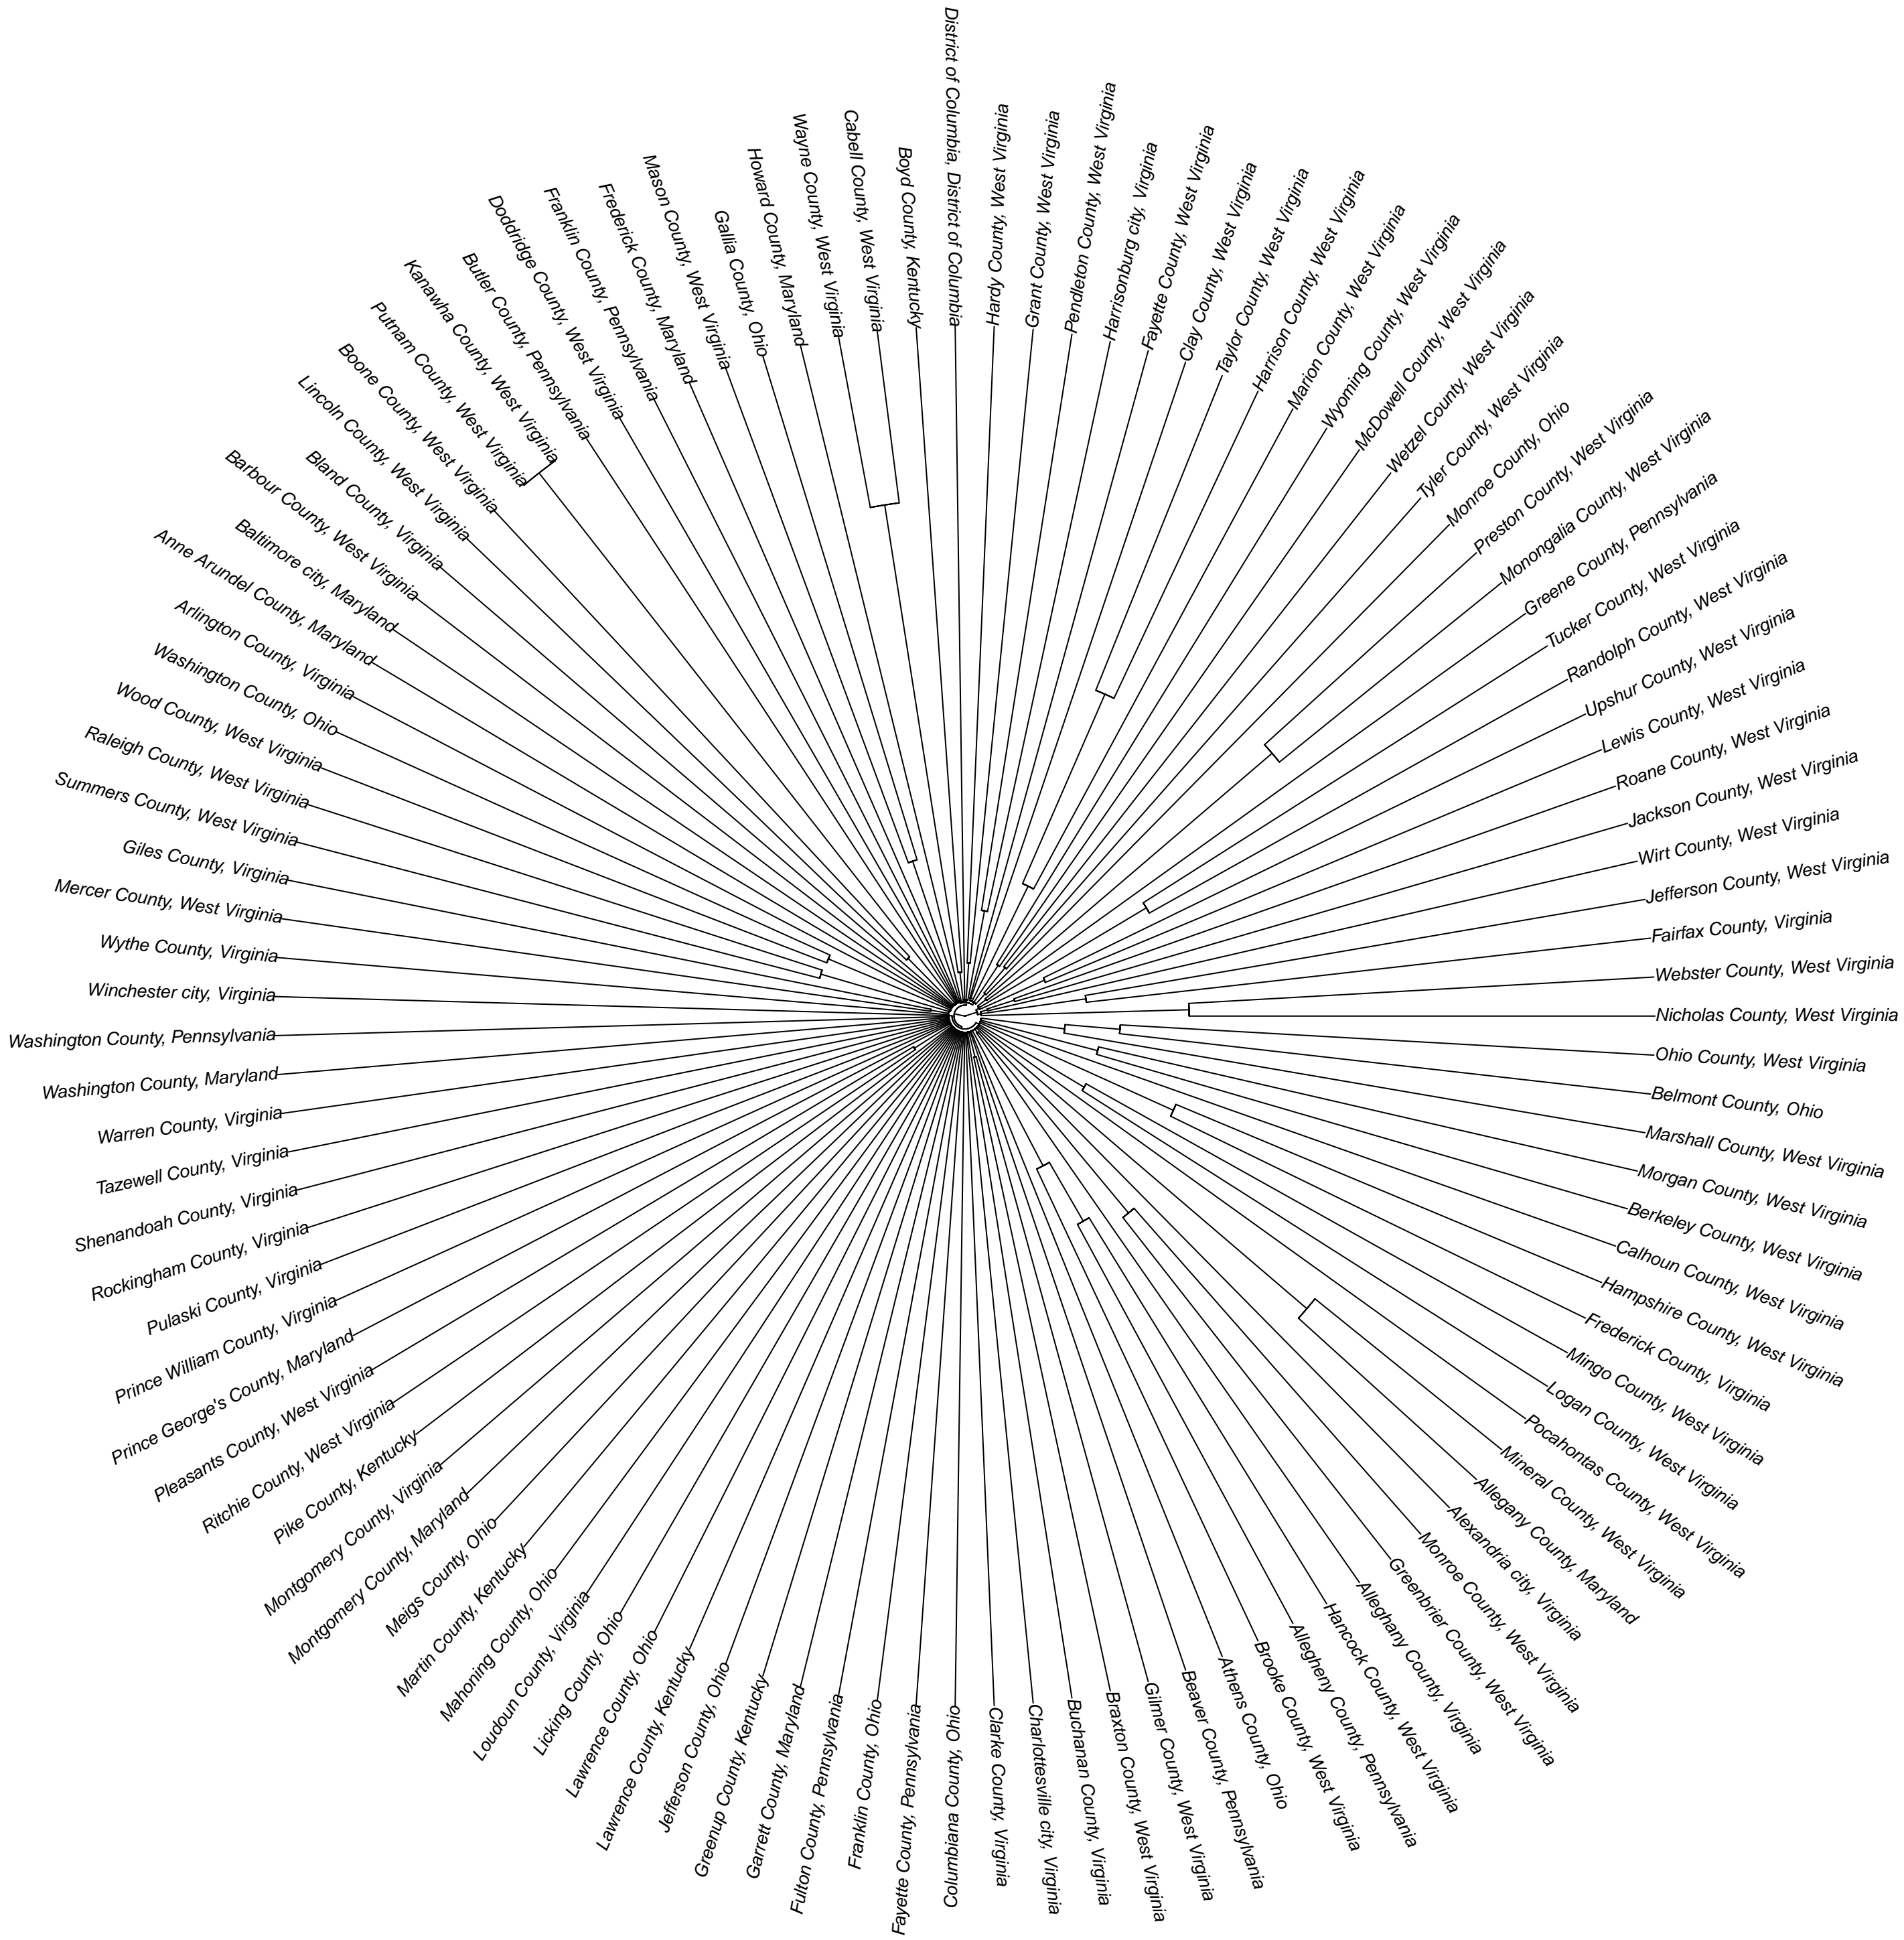 District of Columbia, District of Columbia
Hardy County, West Virginia
Grant County, West Virginia
Pendleton County, West Virginia
Harrisonburg city, Virginia
Fayette County, West Virginia
Clay County, West Virginia
Taylor County, West Virginia
Harrison County, West Virginia
Marion County, West Virginia
Wyoming County, West Virginia
McDowell County, West Virginia
Wetzel County, West Virginia
Tyler County, West Virginia
Monroe County, Ohio
Preston County, West Virginia
Monongalia County, West Virginia
Greene County, Pennsylvania
Tucker County, West Virginia
Randolph County, West Virginia
Upshur County, West Virginia
Lewis County, West Virginia
Roane County, West Virginia
Jackson County, West Virginia
Wirt County, West Virginia
Jefferson County, West Virginia
Fairfax County, Virginia
Webster County, West Virginia
Nicholas County, West Virginia
Ohio County, West Virginia
Belmont County, Ohio
Marshall County, West Virginia
Morgan County, West Virginia
Berkeley County, West Virginia
Calhoun County, West Virginia
Hampshire County, West Virginia
Frederick County, Virginia
Mingo County, West Virginia
Logan County, West Virginia
Pocahontas County, West Virginia
Mineral County, West Virginia
Allegany County, Maryland
Alexandria city, Virginia
Monroe County, West Virginia
Greenbrier County, West Virginia
Alleghany County, Virginia
Hancock County, West Virginia
Allegheny County, Pennsylvania
Brooke County, West Virginia
Athens County, Ohio
Beaver County, Pennsylvania
Gilmer County, West Virginia
Braxton County, West Virginia
Buchanan County, Virginia
Charlottesville city, Virginia
Clarke County, Virginia
Columbiana County, Ohio
Fayette County, Pennsylvania
Franklin County, Ohio
Fulton County, Pennsylvania
Garrett County, Maryland
Greenup County, Kentucky
Jefferson County, Ohio
Lawrence County, Kentucky
Lawrence County, Ohio
Licking County, Ohio
Loudoun County, Virginia
Mahoning County, Ohio
Martin County, Kentucky
Meigs County, Ohio
Montgomery County, Maryland
Montgomery County, Virginia
Pike County, Kentucky
Ritchie County, West Virginia
Pleasants County, West Virginia
Prince George's County, Maryland
Prince William County, Virginia
Pulaski County, Virginia
Rockingham County, Virginia
Shenandoah County, Virginia
Tazewell County, Virginia
Warren County, Virginia
Washington County, Maryland
Washington County, Pennsylvania
Winchester city, Virginia
Wythe County, Virginia
Mercer County, West Virginia
Giles County, Virginia
Summers County, West Virginia
Raleigh County, West Virginia
Wood County, West Virginia
Washington County, Ohio
Arlington County, Virginia
Anne Arundel County, Maryland
Baltimore city, Maryland
Barbour County, West Virginia
Bland County, Virginia
Lincoln County, West Virginia
Boone County, West Virginia
Putnam County, West Virginia
Kanawha County, West Virginia
Butler County, Pennsylvania
Doddridge County, West Virginia
Franklin County, Pennsylvania
Frederick County, Maryland
Mason County, West Virginia
Gallia County, Ohio
Howard County, Maryland
Wayne County, West Virginia
Cabell County, West Virginia
Boyd County, Kentucky